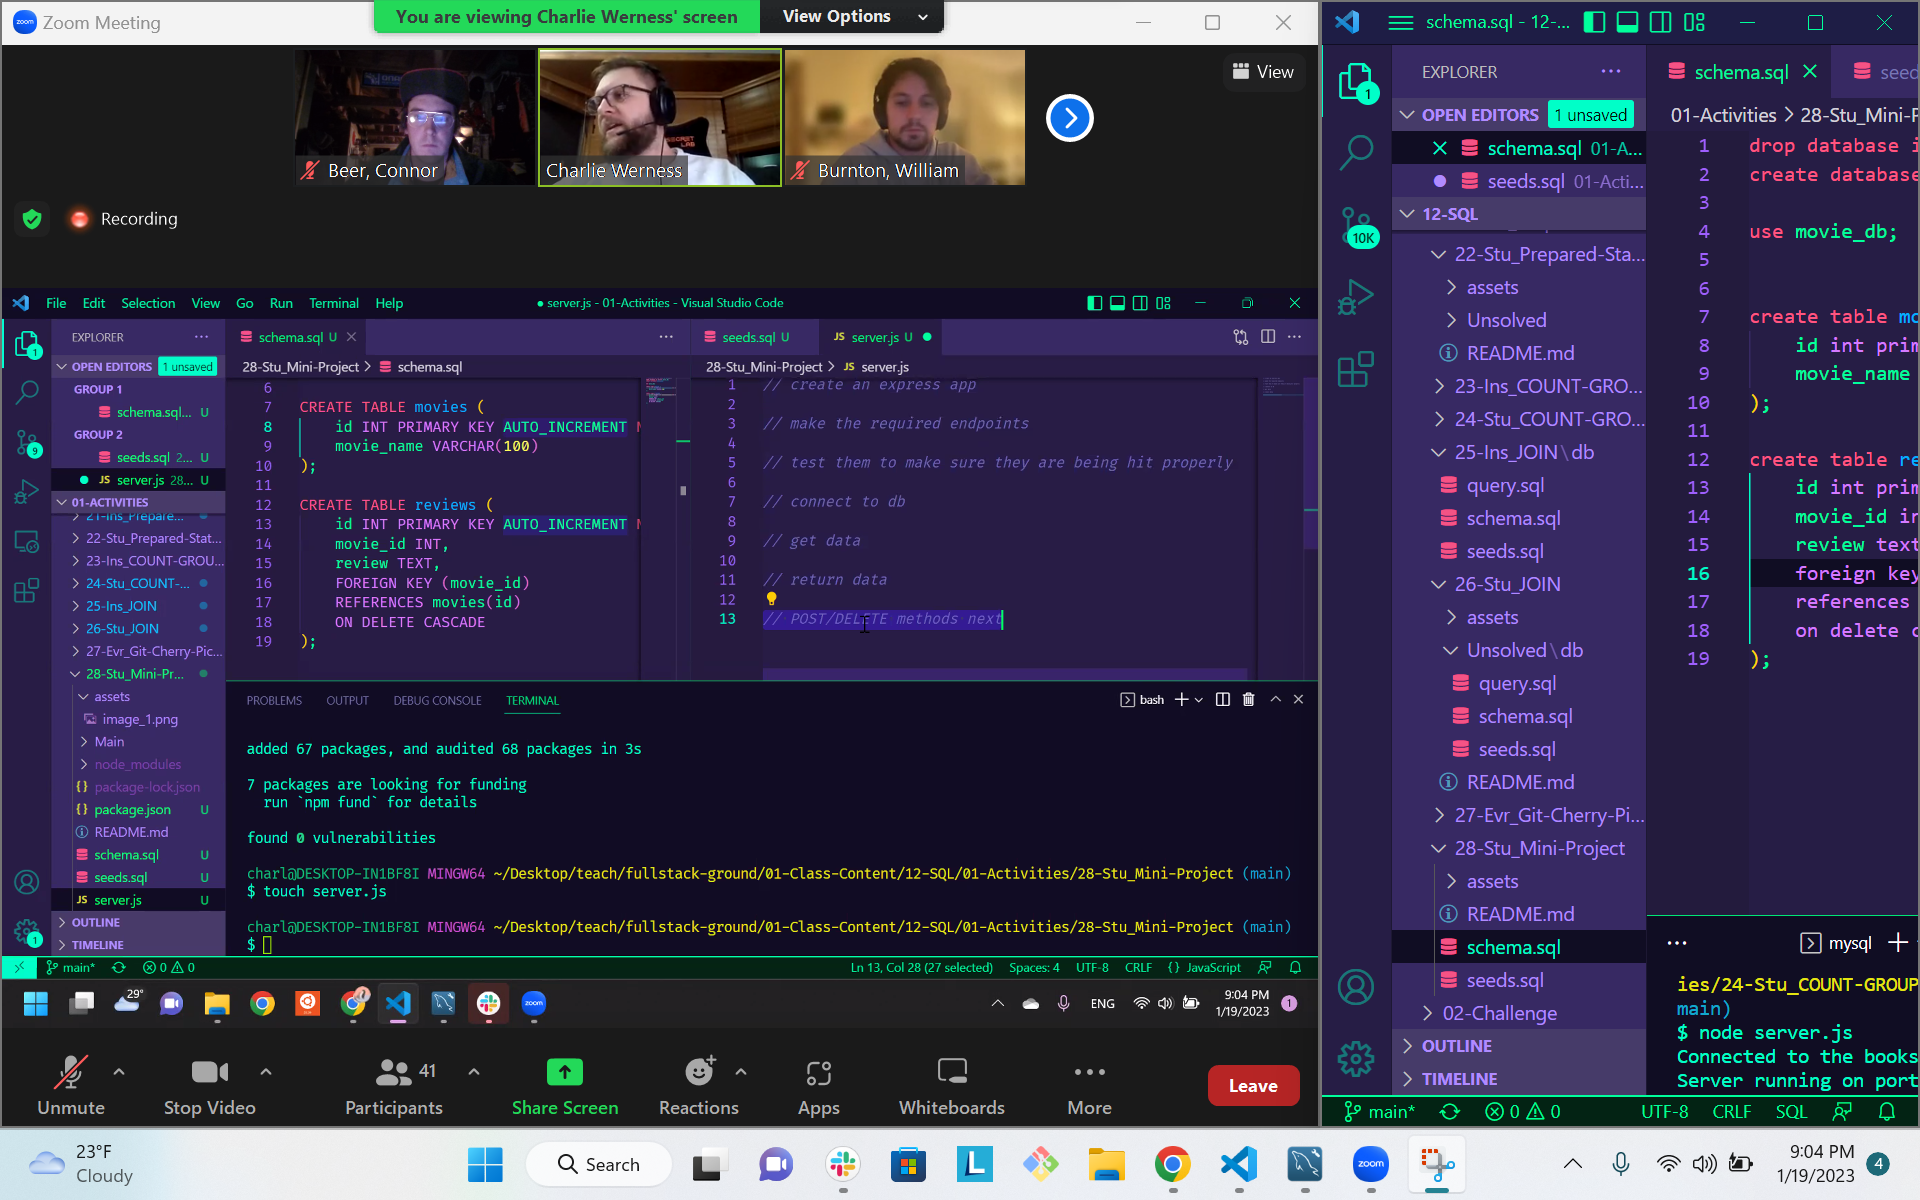 Zoom Meeting
You are viewing Charlie Werness' screen
View Options
View
Beer, Connor
Charlie Werness
Burnton, William
Recording
File Edit Selection View Go Run Terminal Help
● server.js - 01-Activities - Visual Studio Code
EXPLORER
OPEN EDITORS 1 unsaved
GROUP 1
schema.sql... U
GROUP 2
seeds.sql 2... U
server.js 28... U
01-ACTIVITIES
21-Ins_Prepare...
22-Stu_Prepared-Stat...
23-Ins_COUNT-GROU...
24-Stu_COUNT-...
25-Ins_JOIN
26-Stu_JOIN
27-Evr_Git-Cherry-Pic...
28-Stu_Mini-Pr...
assets
image_1.png
Main
node_modules
package-lock.json
package.json U
README.md
schema.sql U
seeds.sql U
server.js U
OUTLINE
TIMELINE
schema.sql U
28-Stu_Mini-Project > schema.sql
6
7 CREATE TABLE movies (
8 id INT PRIMARY KEY AUTO_INCREMENT
9 movie_name VARCHAR(100)
10 );
11
12 CREATE TABLE reviews (
13 id INT PRIMARY KEY AUTO_INCREMENT
14 movie_id INT,
15 review TEXT,
16 FOREIGN KEY (movie_id)
17 REFERENCES movies(id)
18 ON DELETE CASCADE
19 );
seeds.sql U
JS server.js U
28-Stu_Mini-Project > JS server.js
1 // create an express app
2
3 // make the required endpoints
4
5 // test them to make sure they are being hit properly
6
7 // connect to db
8
9 // get data
10
11 // return data
12
13 // POST/DELETE methods next
PROBLEMS OUTPUT DEBUG CONSOLE TERMINAL
bash
added 67 packages, and audited 68 packages in 3s
7 packages are looking for funding
run `npm fund` for details
found 0 vulnerabilities
charl@DESKTOP-IN1BF8I MINGW64 ~/Desktop/teach/fullstack-ground/01-Class-Content/12-SQL/01-Activities/28-Stu_Mini-Project (main)
$ touch server.js
charl@DESKTOP-IN1BF8I MINGW64 ~/Desktop/teach/fullstack-ground/01-Class-Content/12-SQL/01-Activities/28-Stu_Mini-Project (main)
$
main* 0 0
Ln 13, Col 28 (27 selected) Spaces: 4 UTF-8 CRLF {} JavaScript
29°
zoom
ENG
9:04 PM
1/19/2023
1
Unmute
Stop Video
41
Participants
Share Screen
Reactions
Apps
Whiteboards
More
Leave
schema.sql - 12-...
EXPLORER
OPEN EDITORS 1 unsaved
schema.sql 01-A...
seeds.sql 01-Acti...
12-SQL
10K
22-Stu_Prepared-Sta...
assets
Unsolved
README.md
23-Ins_COUNT-GRO...
24-Stu_COUNT-GRO...
25-Ins_JOIN\db
query.sql
schema.sql
seeds.sql
26-Stu_JOIN
assets
Unsolved\db
query.sql
schema.sql
seeds.sql
README.md
27-Evr_Git-Cherry-Pi...
28-Stu_Mini-Project
assets
README.md
schema.sql
seeds.sql
02-Challenge
OUTLINE
TIMELINE
schema.sql
seed
01-Activities > 28-Stu_Mini-P
1 drop database i
2 create database
3
4 use movie_db;
5
6
7 create table mo
8 id int prim
9 movie_name
10 );
11
12 create table re
13 id int prim
14 movie_id in
15 review text
16 foreign key
17 references
18 on delete c
19 );
mysql
ies/24-Stu_COUNT-GROUP
main)
$ node server.js
Connected to the books
Server running on port
main* 0 0 UTF-8 CRLF SQL
23°F
Cloudy
Search
zoom
9:04 PM
1/19/2023
4